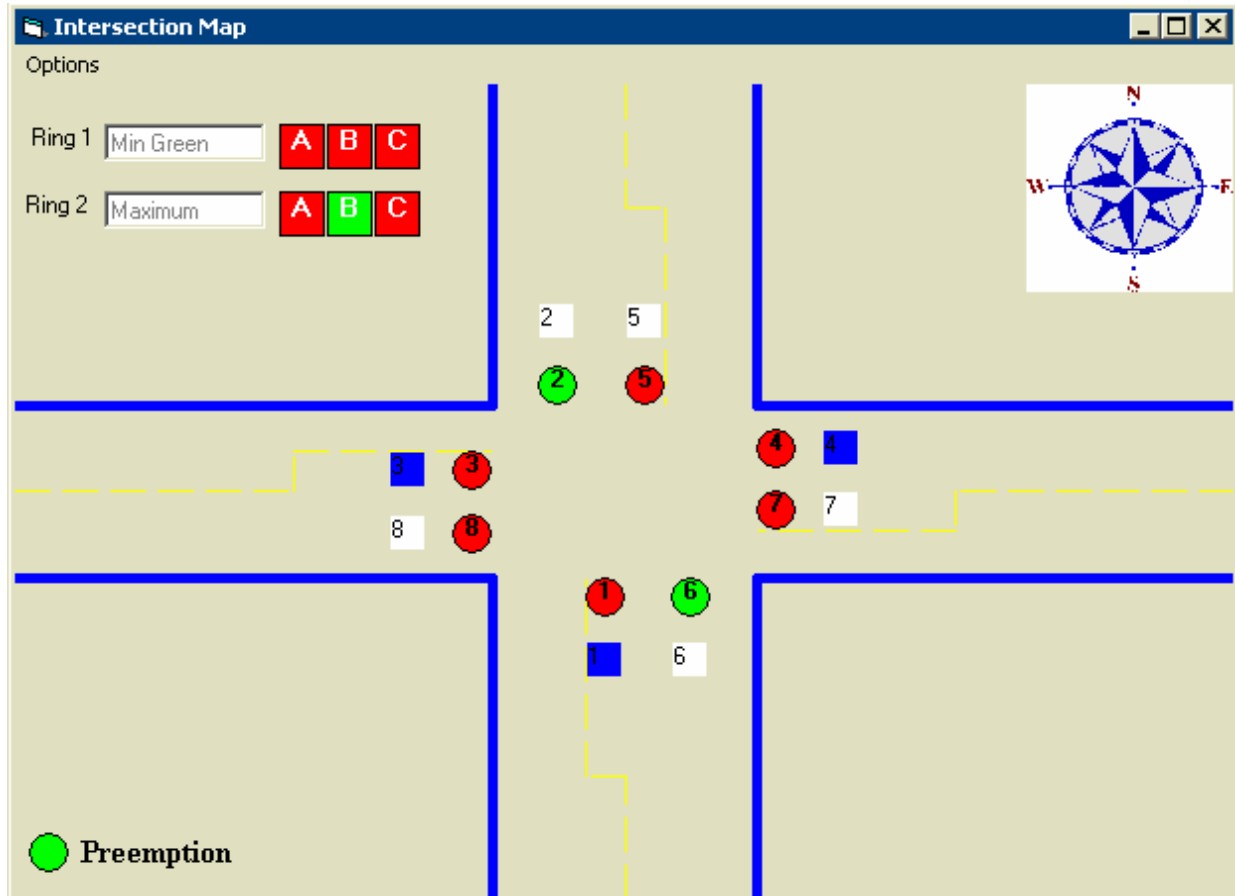 Intersection Map
Options
N
Ring 1 Min Green A B C
W E
Ring 2 Maximum A B C
S
2 5
2 5
3 3 4 4
8 8 7 7
1 6
1 6
Preemption